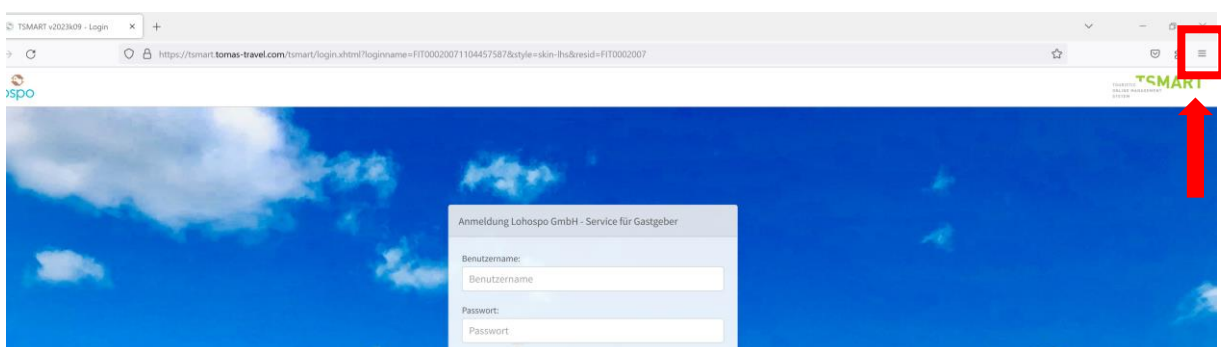 TSMART v2023k09 - Login
https://tsmart.tomas-travel.com/tsmart/login.xhtml?loginname=FIT00020071104457587&style=skin-lhs&resid=FIT0002007
TSMART
Anmeldung Lohospo GmbH - Service für Gastgeber
Benutzername:
Benutzername
Passwort:
Passwort